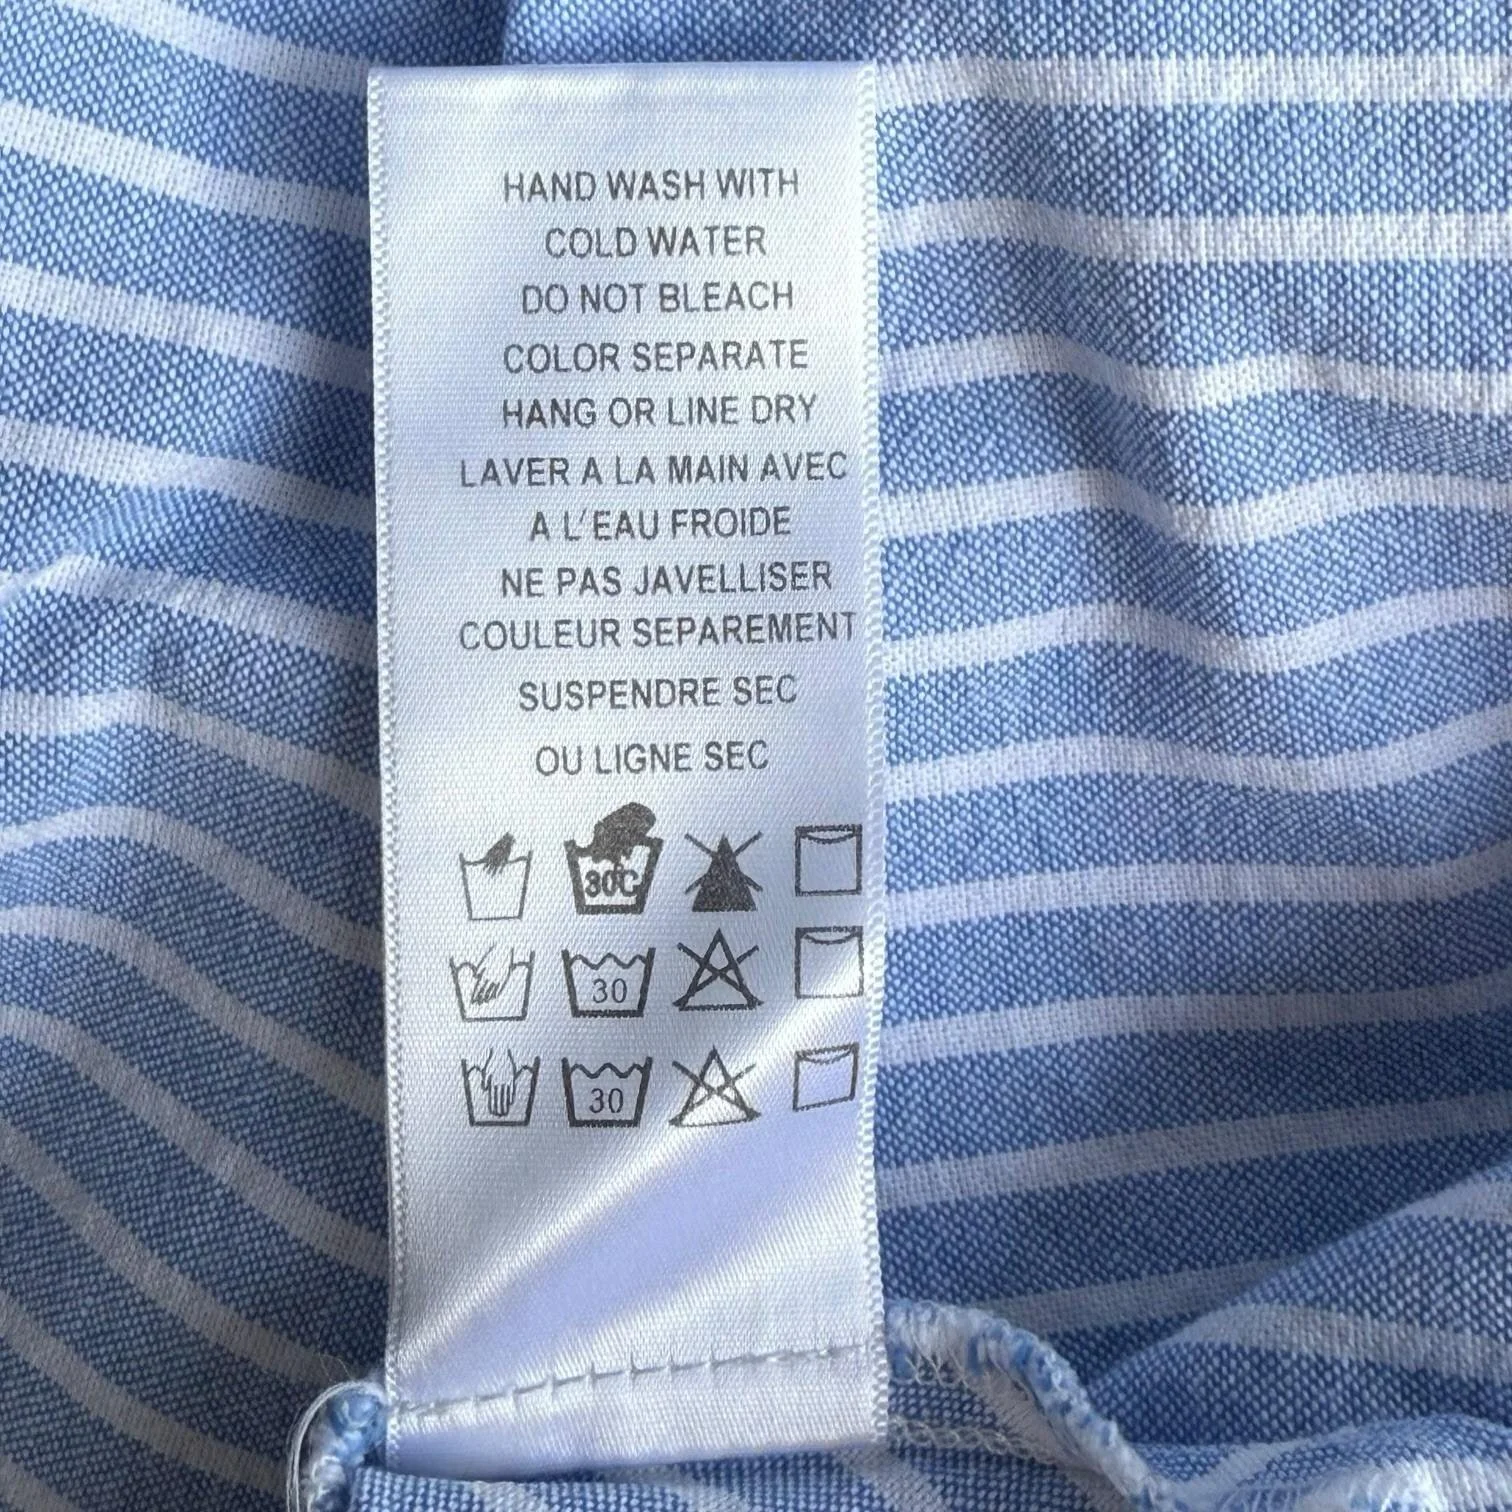 HAND WASH WITH
COLD WATER
DO NOT BLEACH
COLOR SEPARATE
HANG OR LINE DRY
LAVER A LA MAIN AVEC
A L'EAU FROIDE
NE PAS JAVELLISER
COULEUR SEPAREMENT
SUSPENDRE SEC
OU LIGNE SEC
30C
30
30